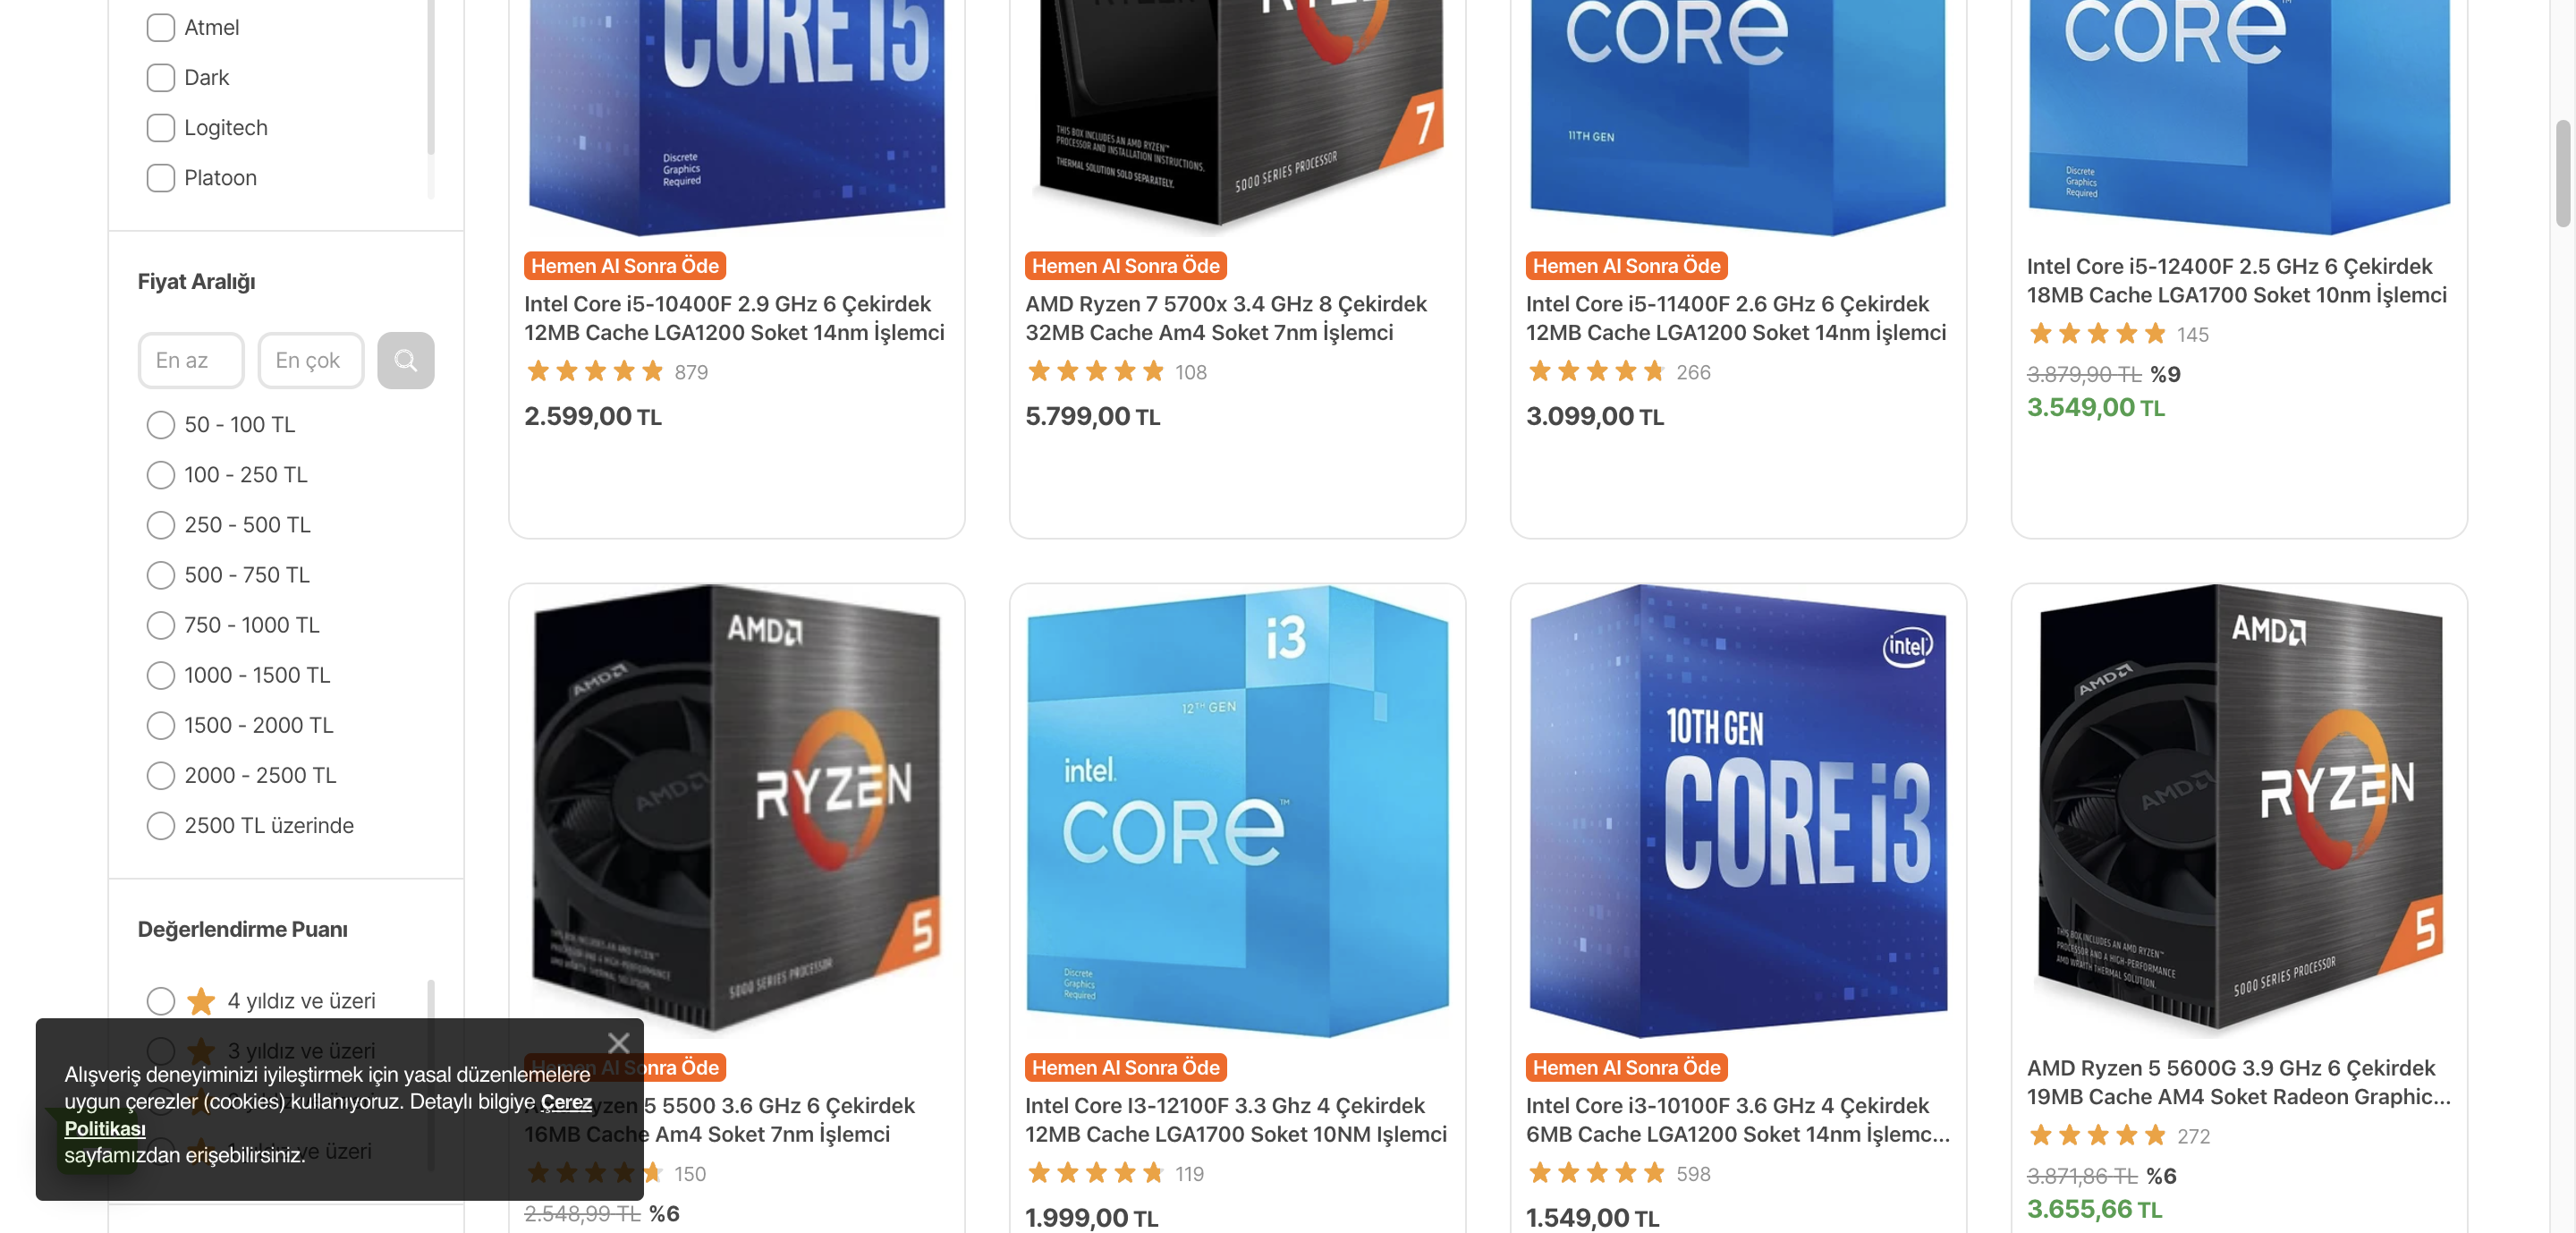 Atmel
Dark
Logitech
Platoon
Fiyat Aralığı
En az
En çok
50 - 100 TL
100 - 250 TL
250 - 500 TL
500 - 750 TL
750 - 1000 TL
1000 - 1500 TL
1500 - 2000 TL
2000 - 2500 TL
2500 TL üzerinde
Değerlendirme Puanı
4 yıldız ve üzeri
3 yıldız ve üzeri
Alışveriş deneyiminizi iyileştirmek için yasal düzenlemelere
uygun çerezler (cookies) kullanıyoruz. Detaylı bilgiye Çerez
Politikası
sayfamızdan erişebilirsiniz.
CORE i5
Discrete
Graphics
Required
Hemen Al Sonra Öde
Intel Core i5-10400F 2.9 GHz 6 Çekirdek
12MB Cache LGA1200 Soket 14nm İşlemci
879
2.599,00 TL
RYZEN
THIS BOX INCLUDES AN AMD RYZEN™
PROCESSOR AND INSTALLATION INSTRUCTIONS.
THERMAL SOLUTION SOLD SEPARATELY.
5000 SERIES PROCESSOR
7
Hemen Al Sonra Öde
AMD Ryzen 7 5700x 3.4 GHz 8 Çekirdek
32MB Cache Am4 Soket 7nm İşlemci
108
5.799,00 TL
CORe
11TH GEN
Hemen Al Sonra Öde
Intel Core i5-11400F 2.6 GHz 6 Çekirdek
12MB Cache LGA1200 Soket 14nm İşlemci
266
3.099,00 TL
CORe
Discrete
Graphics
Required
Intel Core i5-12400F 2.5 GHz 6 Çekirdek
18MB Cache LGA1700 Soket 10nm İşlemci
145
3.879,90 TL %9
3.549,00 TL
AMD
AMD
AMD
RYZEN
5
5000 SERIES PROCESSOR
Hemen Al Sonra Öde
Ryzen 5 5500 3.6 GHz 6 Çekirdek
16MB Cache Am4 Soket 7nm İşlemci
150
2.548,99 TL %6
i3
12TH GEN
intel.
CORe™
Discrete
Graphics
Required
Hemen Al Sonra Öde
Intel Core I3-12100F 3.3 Ghz 4 Çekirdek
12MB Cache LGA1700 Soket 10NM Işlemci
119
1.999,00 TL
intel
10TH GEN
CORE i3
Hemen Al Sonra Öde
Intel Core i3-10100F 3.6 GHz 4 Çekirdek
6MB Cache LGA1200 Soket 14nm İşlemc...
598
1.549,00 TL
AMD
AMD
AMD
RYZEN
5
THIS BOX INCLUDES AN AMD RYZEN™
PROCESSOR AND A HIGH-PERFORMANCE
AMD WRAITH THERMAL SOLUTION.
5000 SERIES PROCESSOR
AMD Ryzen 5 5600G 3.9 GHz 6 Çekirdek
19MB Cache AM4 Soket Radeon Graphic...
272
3.871,86 TL %6
3.655,66 TL